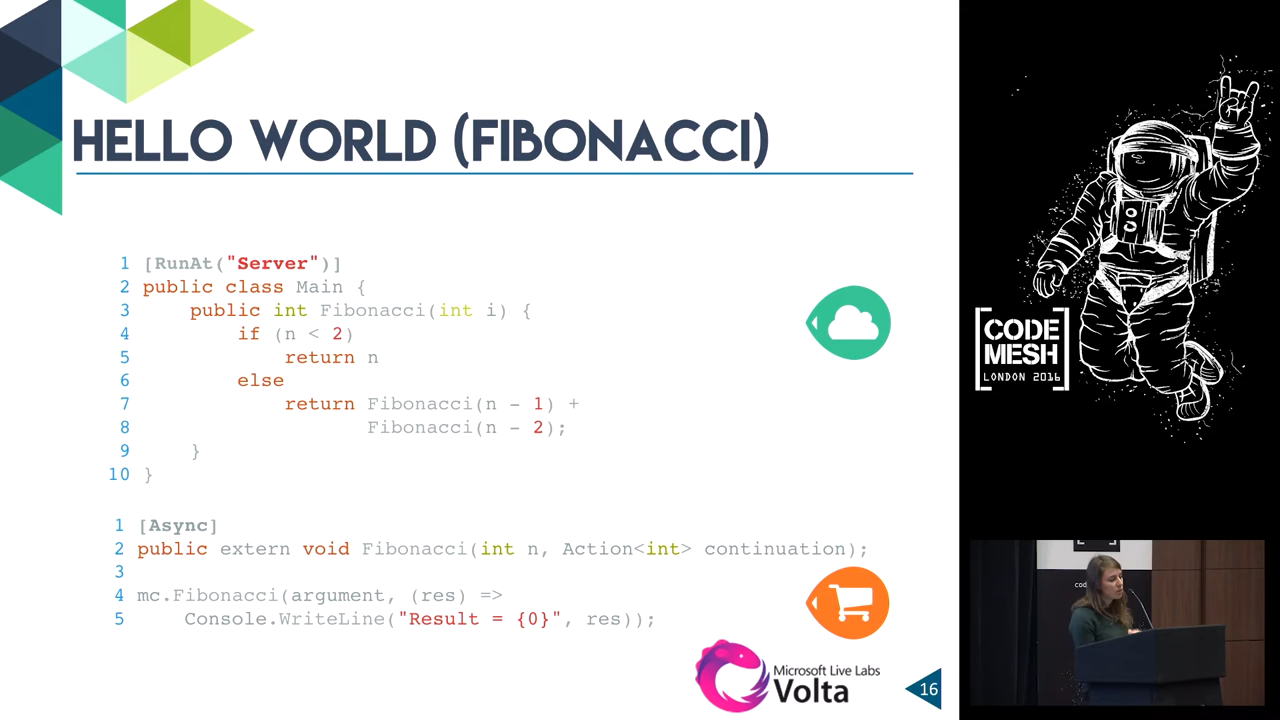 HELLO WORLD (FIBONACCI)
1 [RunAt("Server")]
2 public class Main {
3 public int Fibonacci(int i) {
4 if (n < 2)
5 return n
6 else
7 return Fibonacci(n - 1) +
8 Fibonacci(n - 2);
9 }
10 }
1 [Async]
2 public extern void Fibonacci(int n, Action<int> continuation);
3
4 mc.Fibonacci(argument, (res) =>
5 Console.WriteLine("Result = {0}", res));
Microsoft Live Labs
Volta
16
CODE
MESH
LONDON 2016